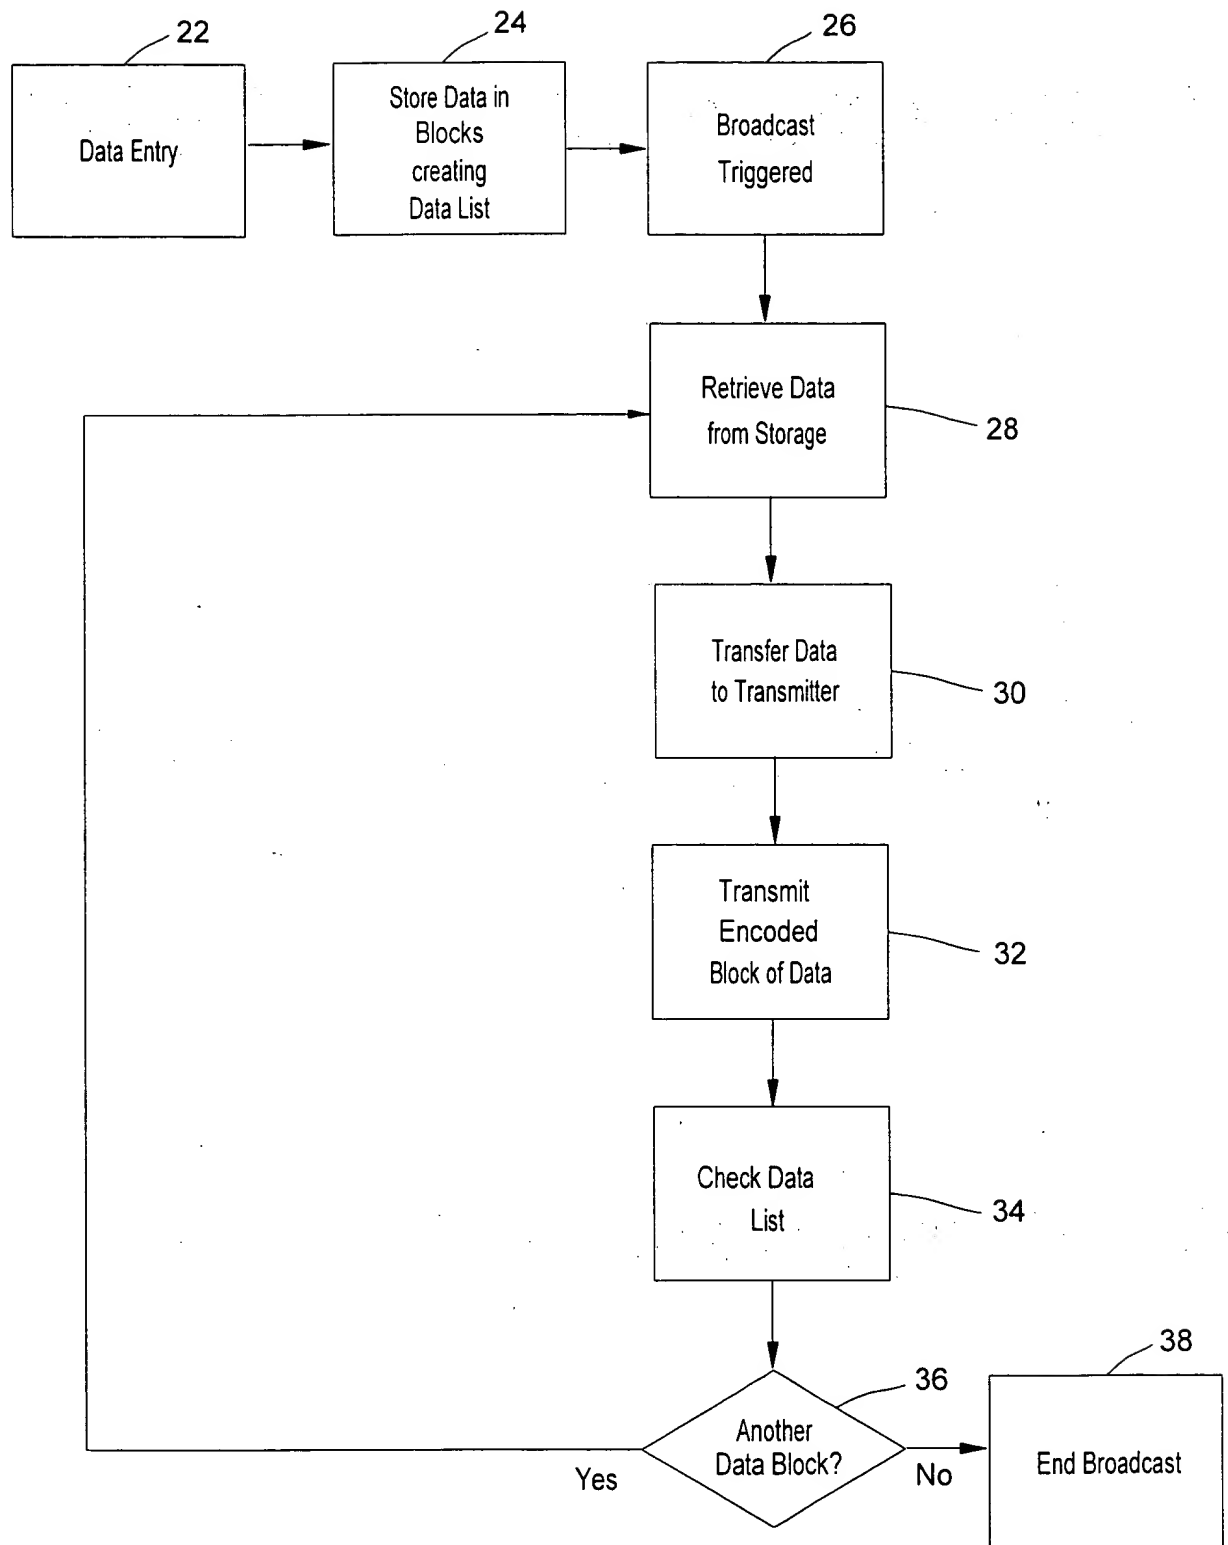 22
24
26
Data Entry
Store Data in
Blocks
creating
Data List
Broadcast
Triggered
Retrieve Data
from Storage
28
Transfer Data
to Transmitter
30
Transmit
Encoded
Block of Data
32
Check Data
List
34
36
38
Another
Data Block?
Yes
No
End Broadcast